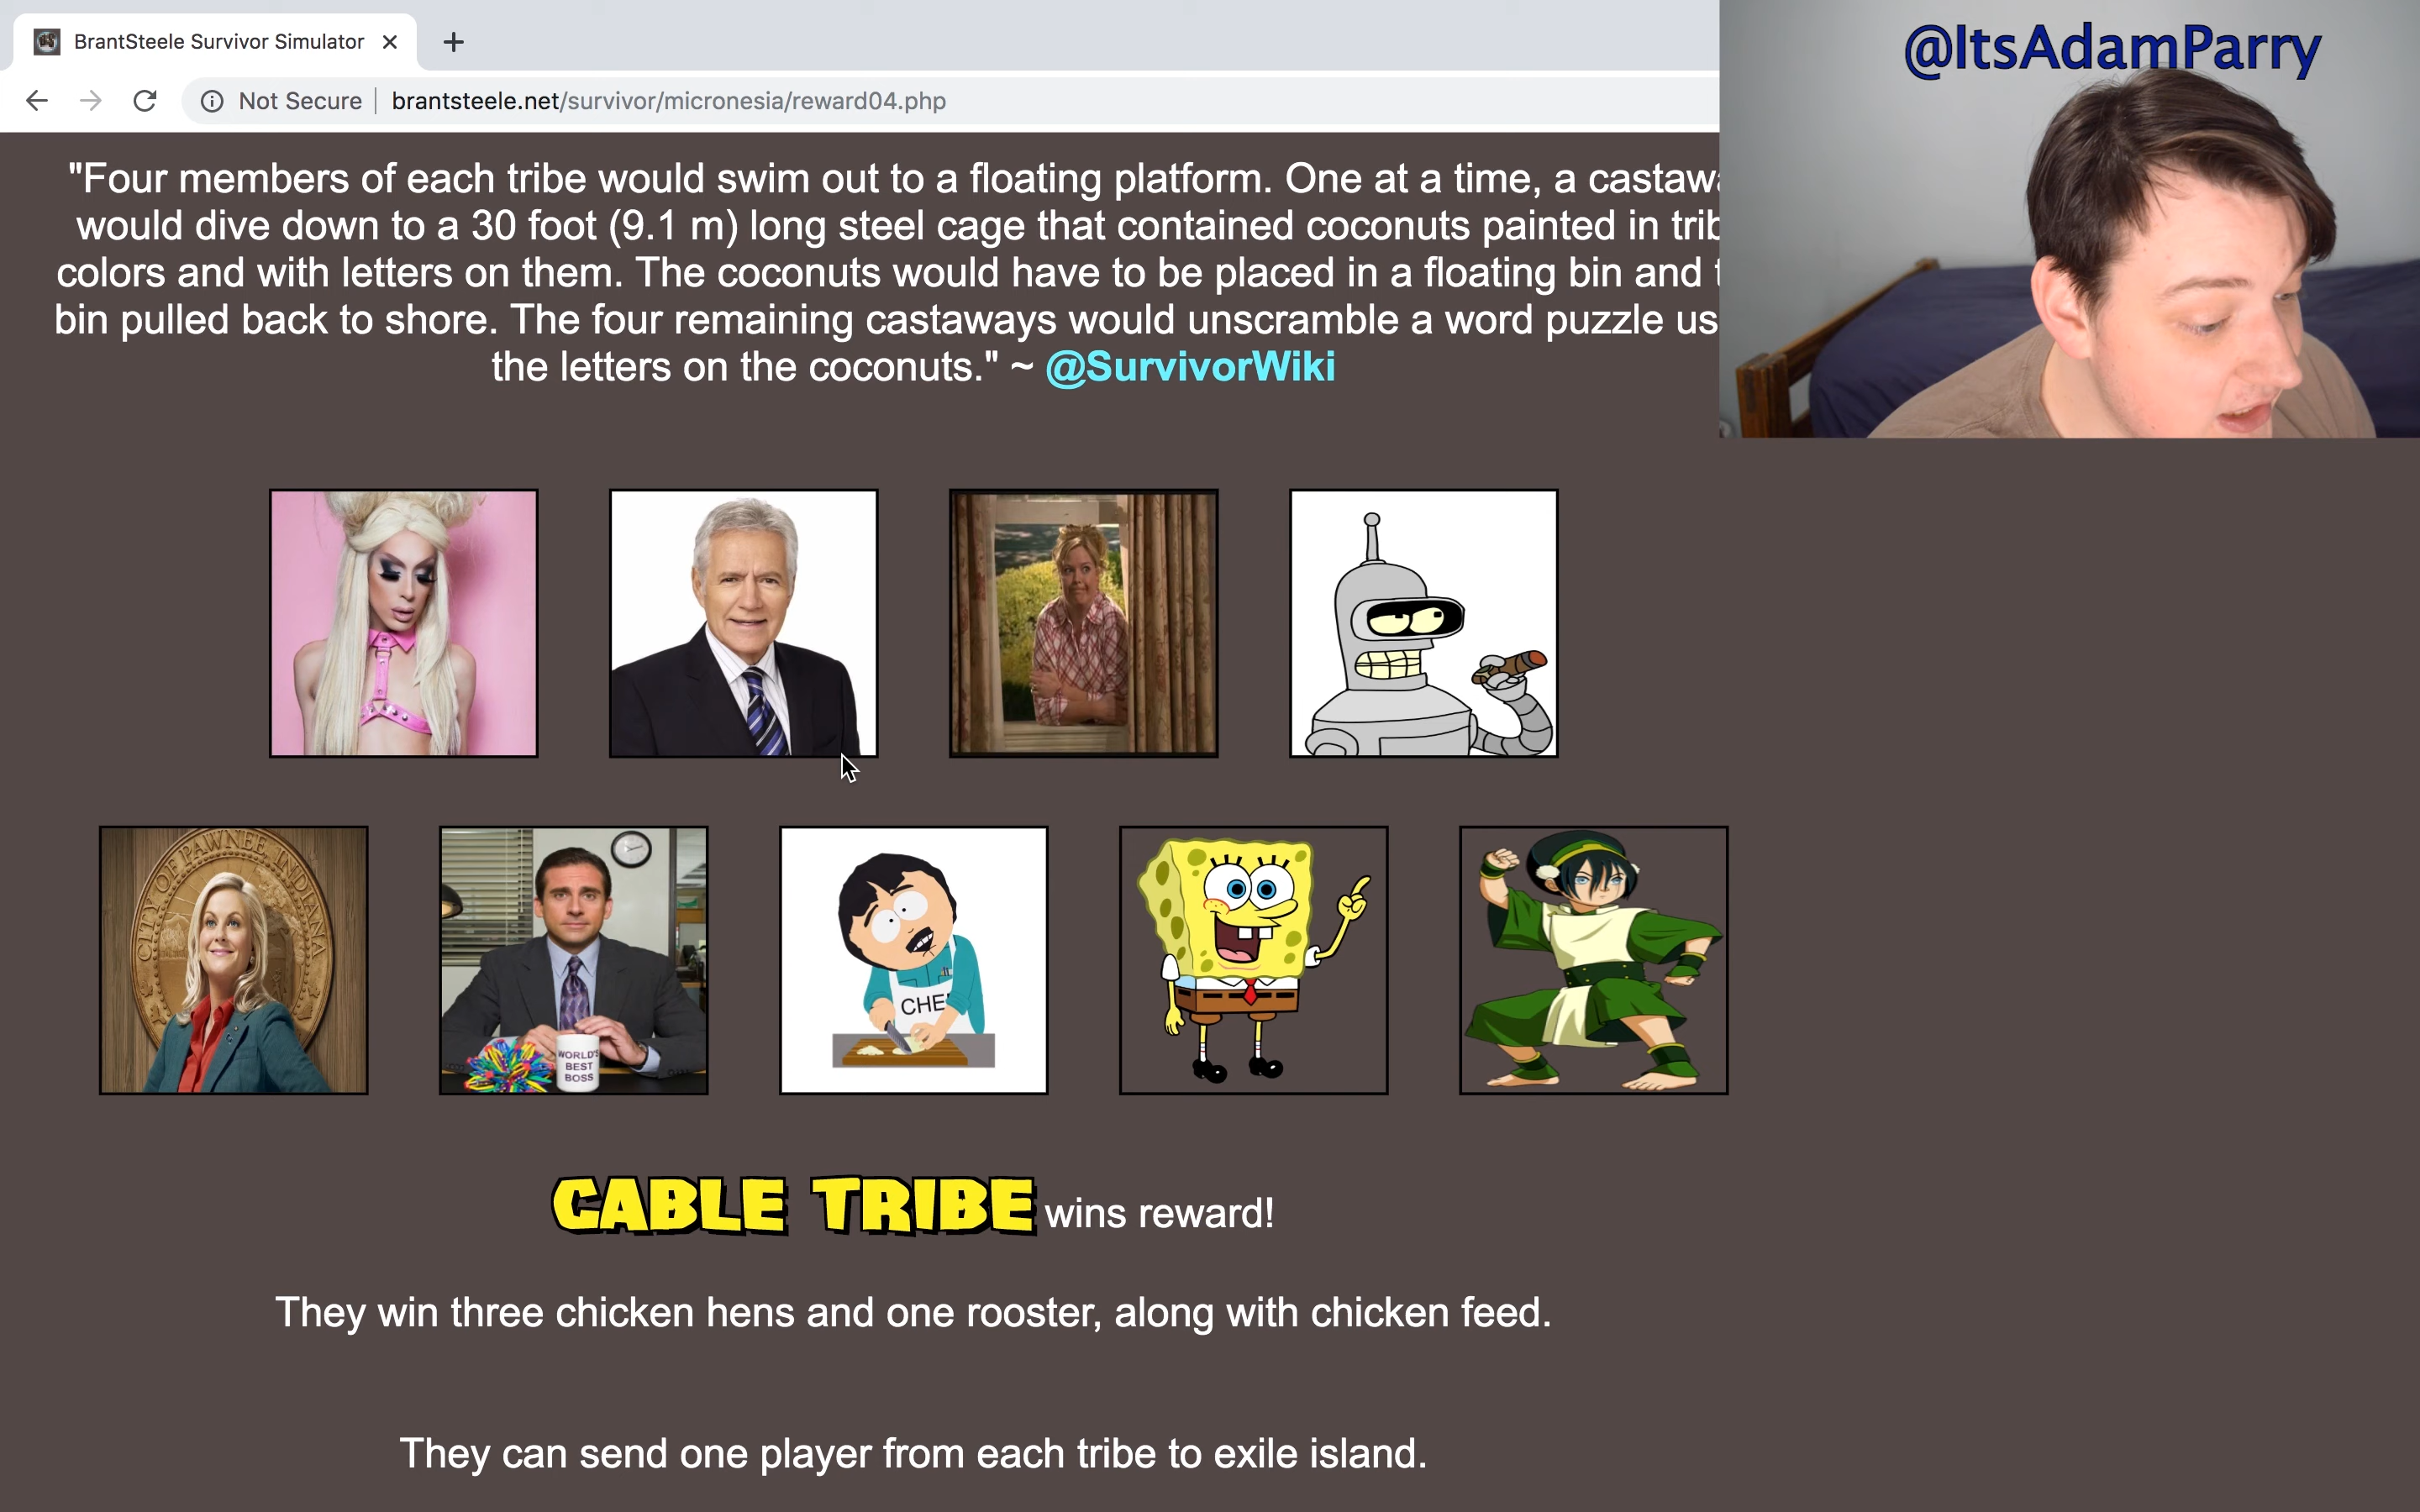 BrantSteele Survivor Simulator
@ItsAdamParry
Not Secure brantsteele.net/survivor/micronesia/reward04.php
"Four members of each tribe would swim out to a floating platform. One at a time, a castaw
would dive down to a 30 foot (9.1 m) long steel cage that contained coconuts painted in trib
colors and with letters on them. The coconuts would have to be placed in a floating bin and t
bin pulled back to shore. The four remaining castaways would unscramble a word puzzle us
the letters on the coconuts." ~ @SurvivorWiki
CITY OF PAWNEE, INDIANA
WORLD'S
BEST
BOSS
CHE
CABLE TRIBE wins reward!
They win three chicken hens and one rooster, along with chicken feed.
They can send one player from each tribe to exile island.